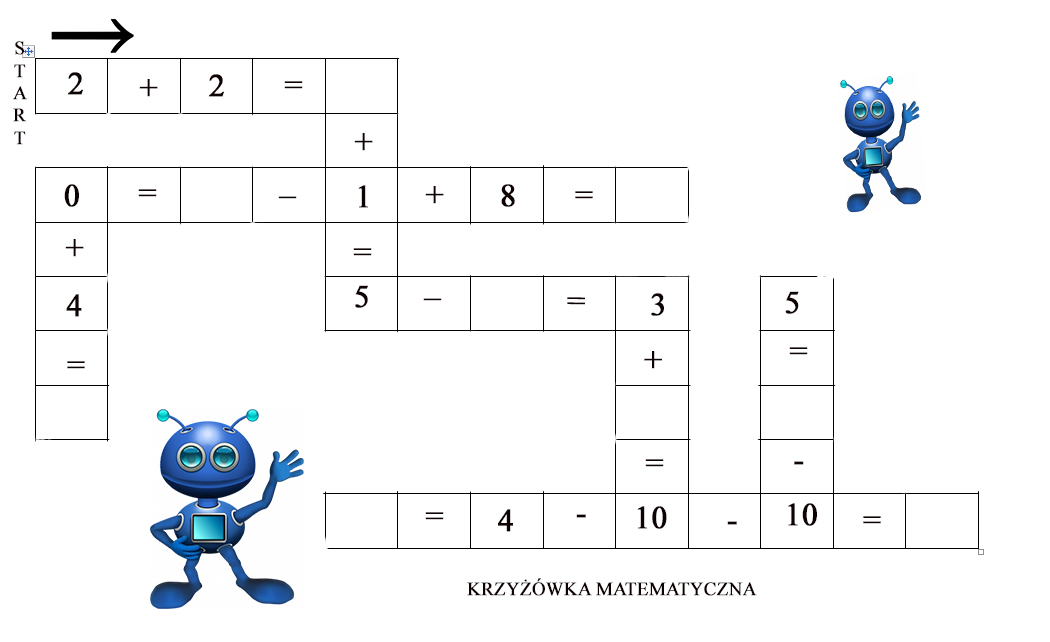 START
2 + 2 =
+
0 = − 1 + 8 =
+ =
4 5 − = 3 5
= + =
= -
= 4 - 10 - 10 =
KRZYŻÓWKA MATEMATYCZNA